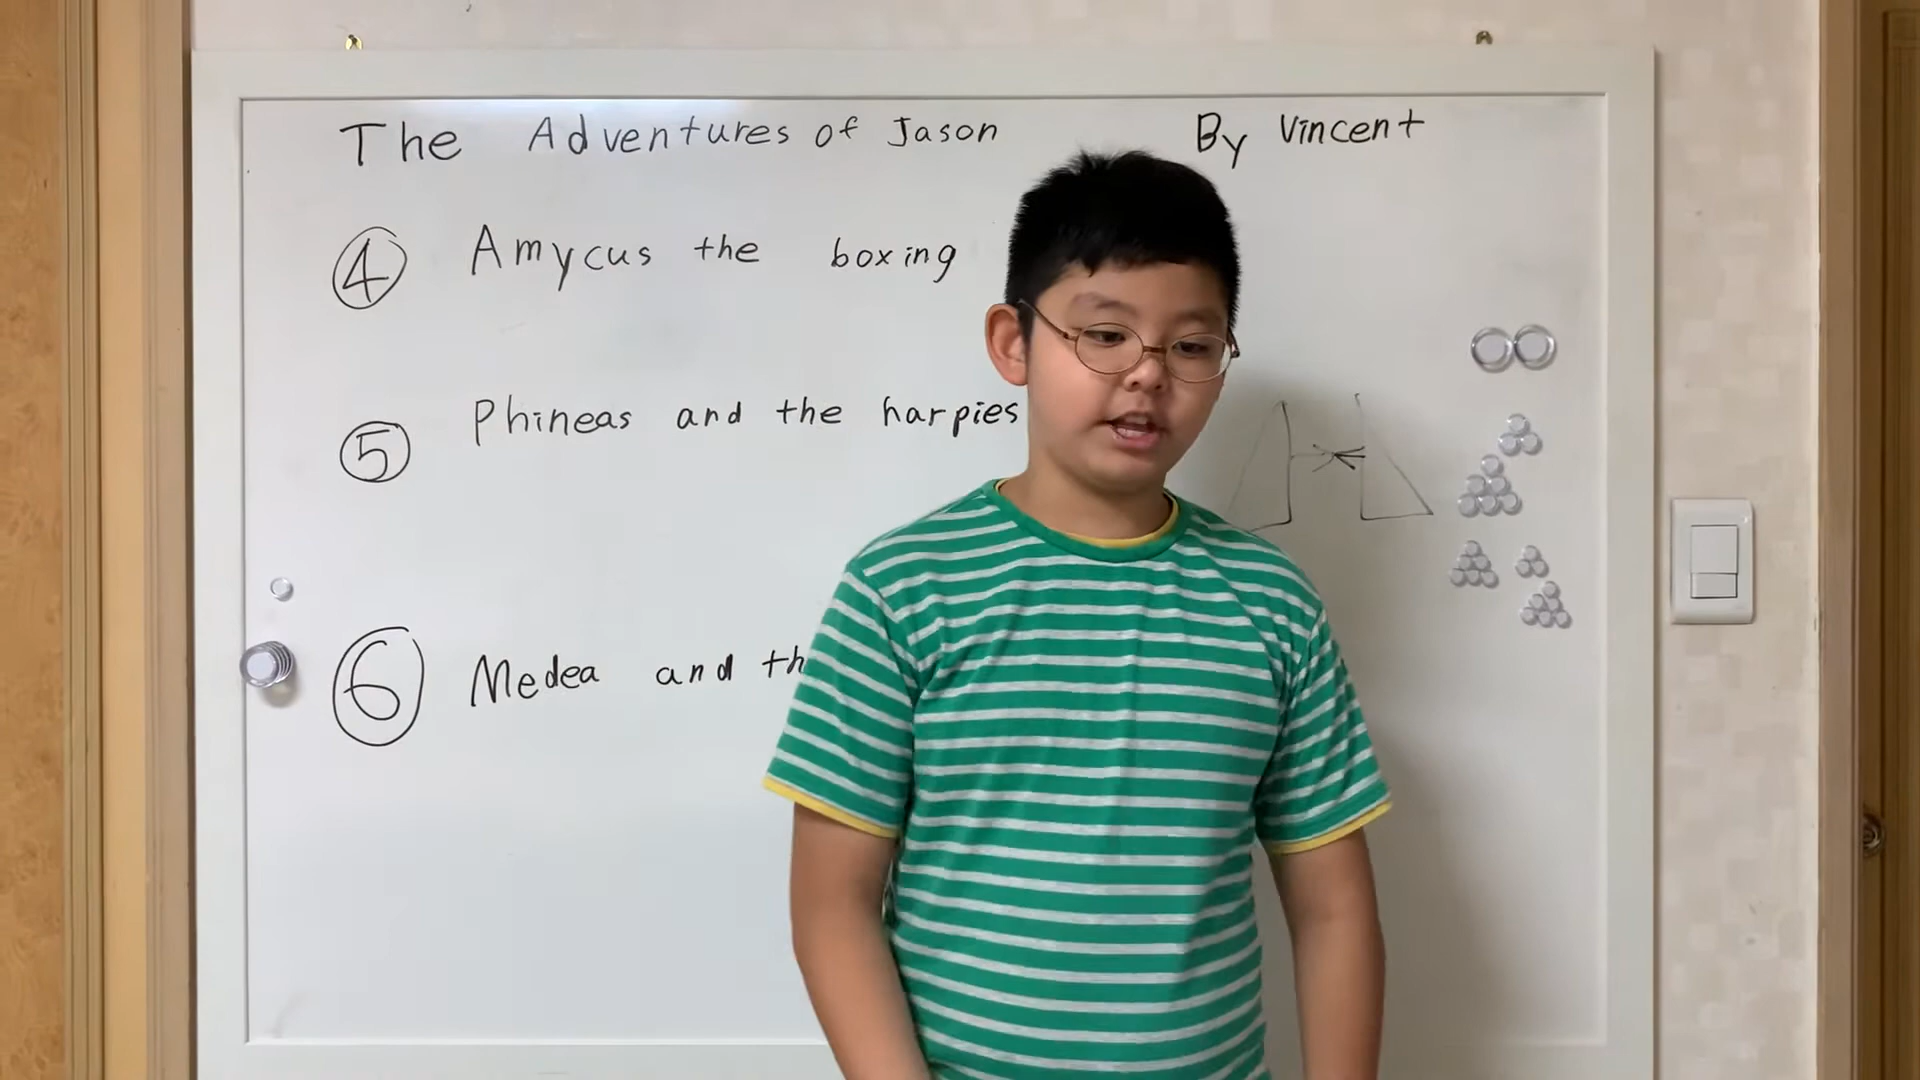 The Adventures of Jason By Vincent
④ Amycus the boxing
⑤ Phineas and the harpies
⑥ Medea and th